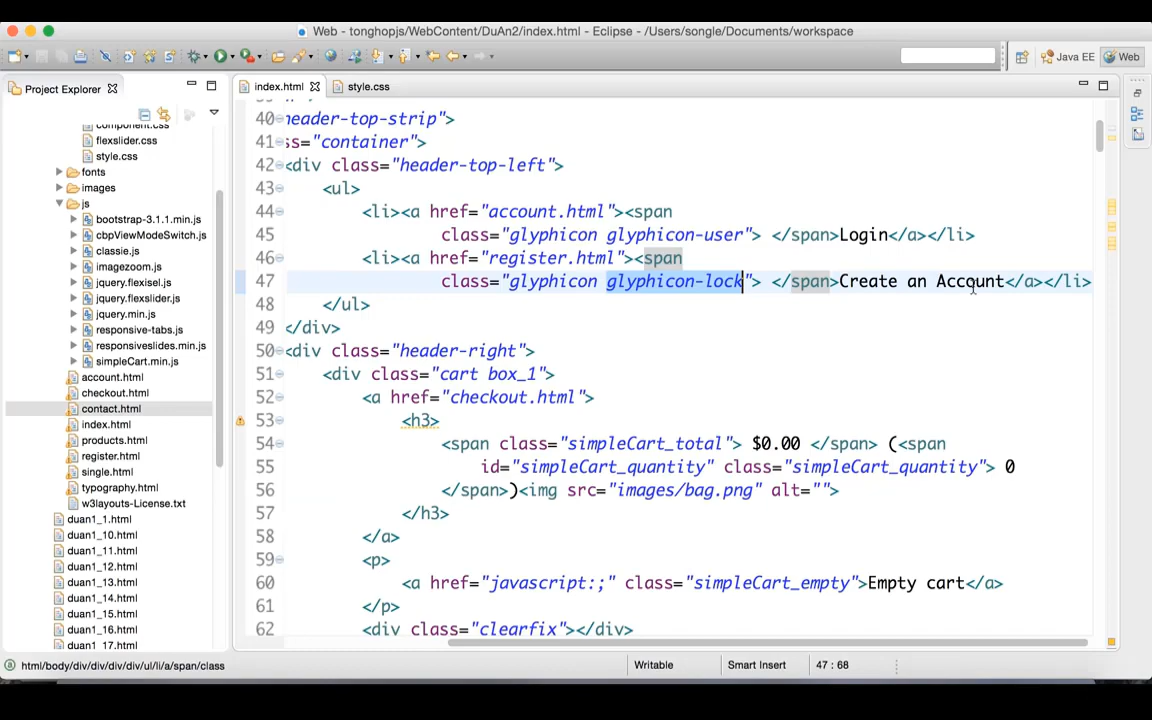 Web - tonghopjs/WebContent/DuAn2/index.html - Eclipse - /Users/songle/Documents/workspace
Java EE
Web
Project Explorer
component.css
flexslider.css
style.css
fonts
images
js
bootstrap-3.1.1.min.js
cbpViewModeSwitch.js
classie.js
imagezoom.js
jquery.flexisel.js
jquery.flexslider.js
jquery.min.js
responsive-tabs.js
responsiveslides.min.js
simpleCart.min.js
account.html
checkout.html
contact.html
index.html
products.html
register.html
single.html
typography.html
w3layouts-License.txt
duan1_1.html
duan1_10.html
duan1_11.html
duan1_12.html
duan1_13.html
duan1_14.html
duan1_15.html
duan1_16.html
duan1_17.html
index.html
style.css
40 header-top-strip">
41 ss="container">
42 <div class="header-top-left">
43 <ul>
44 <li><a href="account.html"><span
45 class="glyphicon glyphicon-user"> </span>Login</a></li>
46 <li><a href="register.html"><span
47 class="glyphicon glyphicon-lock"> </span>Create an Account</a></li>
48 </ul>
49 </div>
50 <div class="header-right">
51 <div class="cart box_1">
52 <a href="checkout.html">
53 <h3>
54 <span class="simpleCart_total"> $0.00 </span> (<span
55 id="simpleCart_quantity" class="simpleCart_quantity"> 0
56 </span>)<img src="images/bag.png" alt="">
57 </h3>
58 </a>
59 <p>
60 <a href="javascript:;" class="simpleCart_empty">Empty cart</a>
61 </p>
62 <div class="clearfix"></div>
html/body/div/div/div/div/ul/li/a/span/class
Writable
Smart Insert
47 : 68